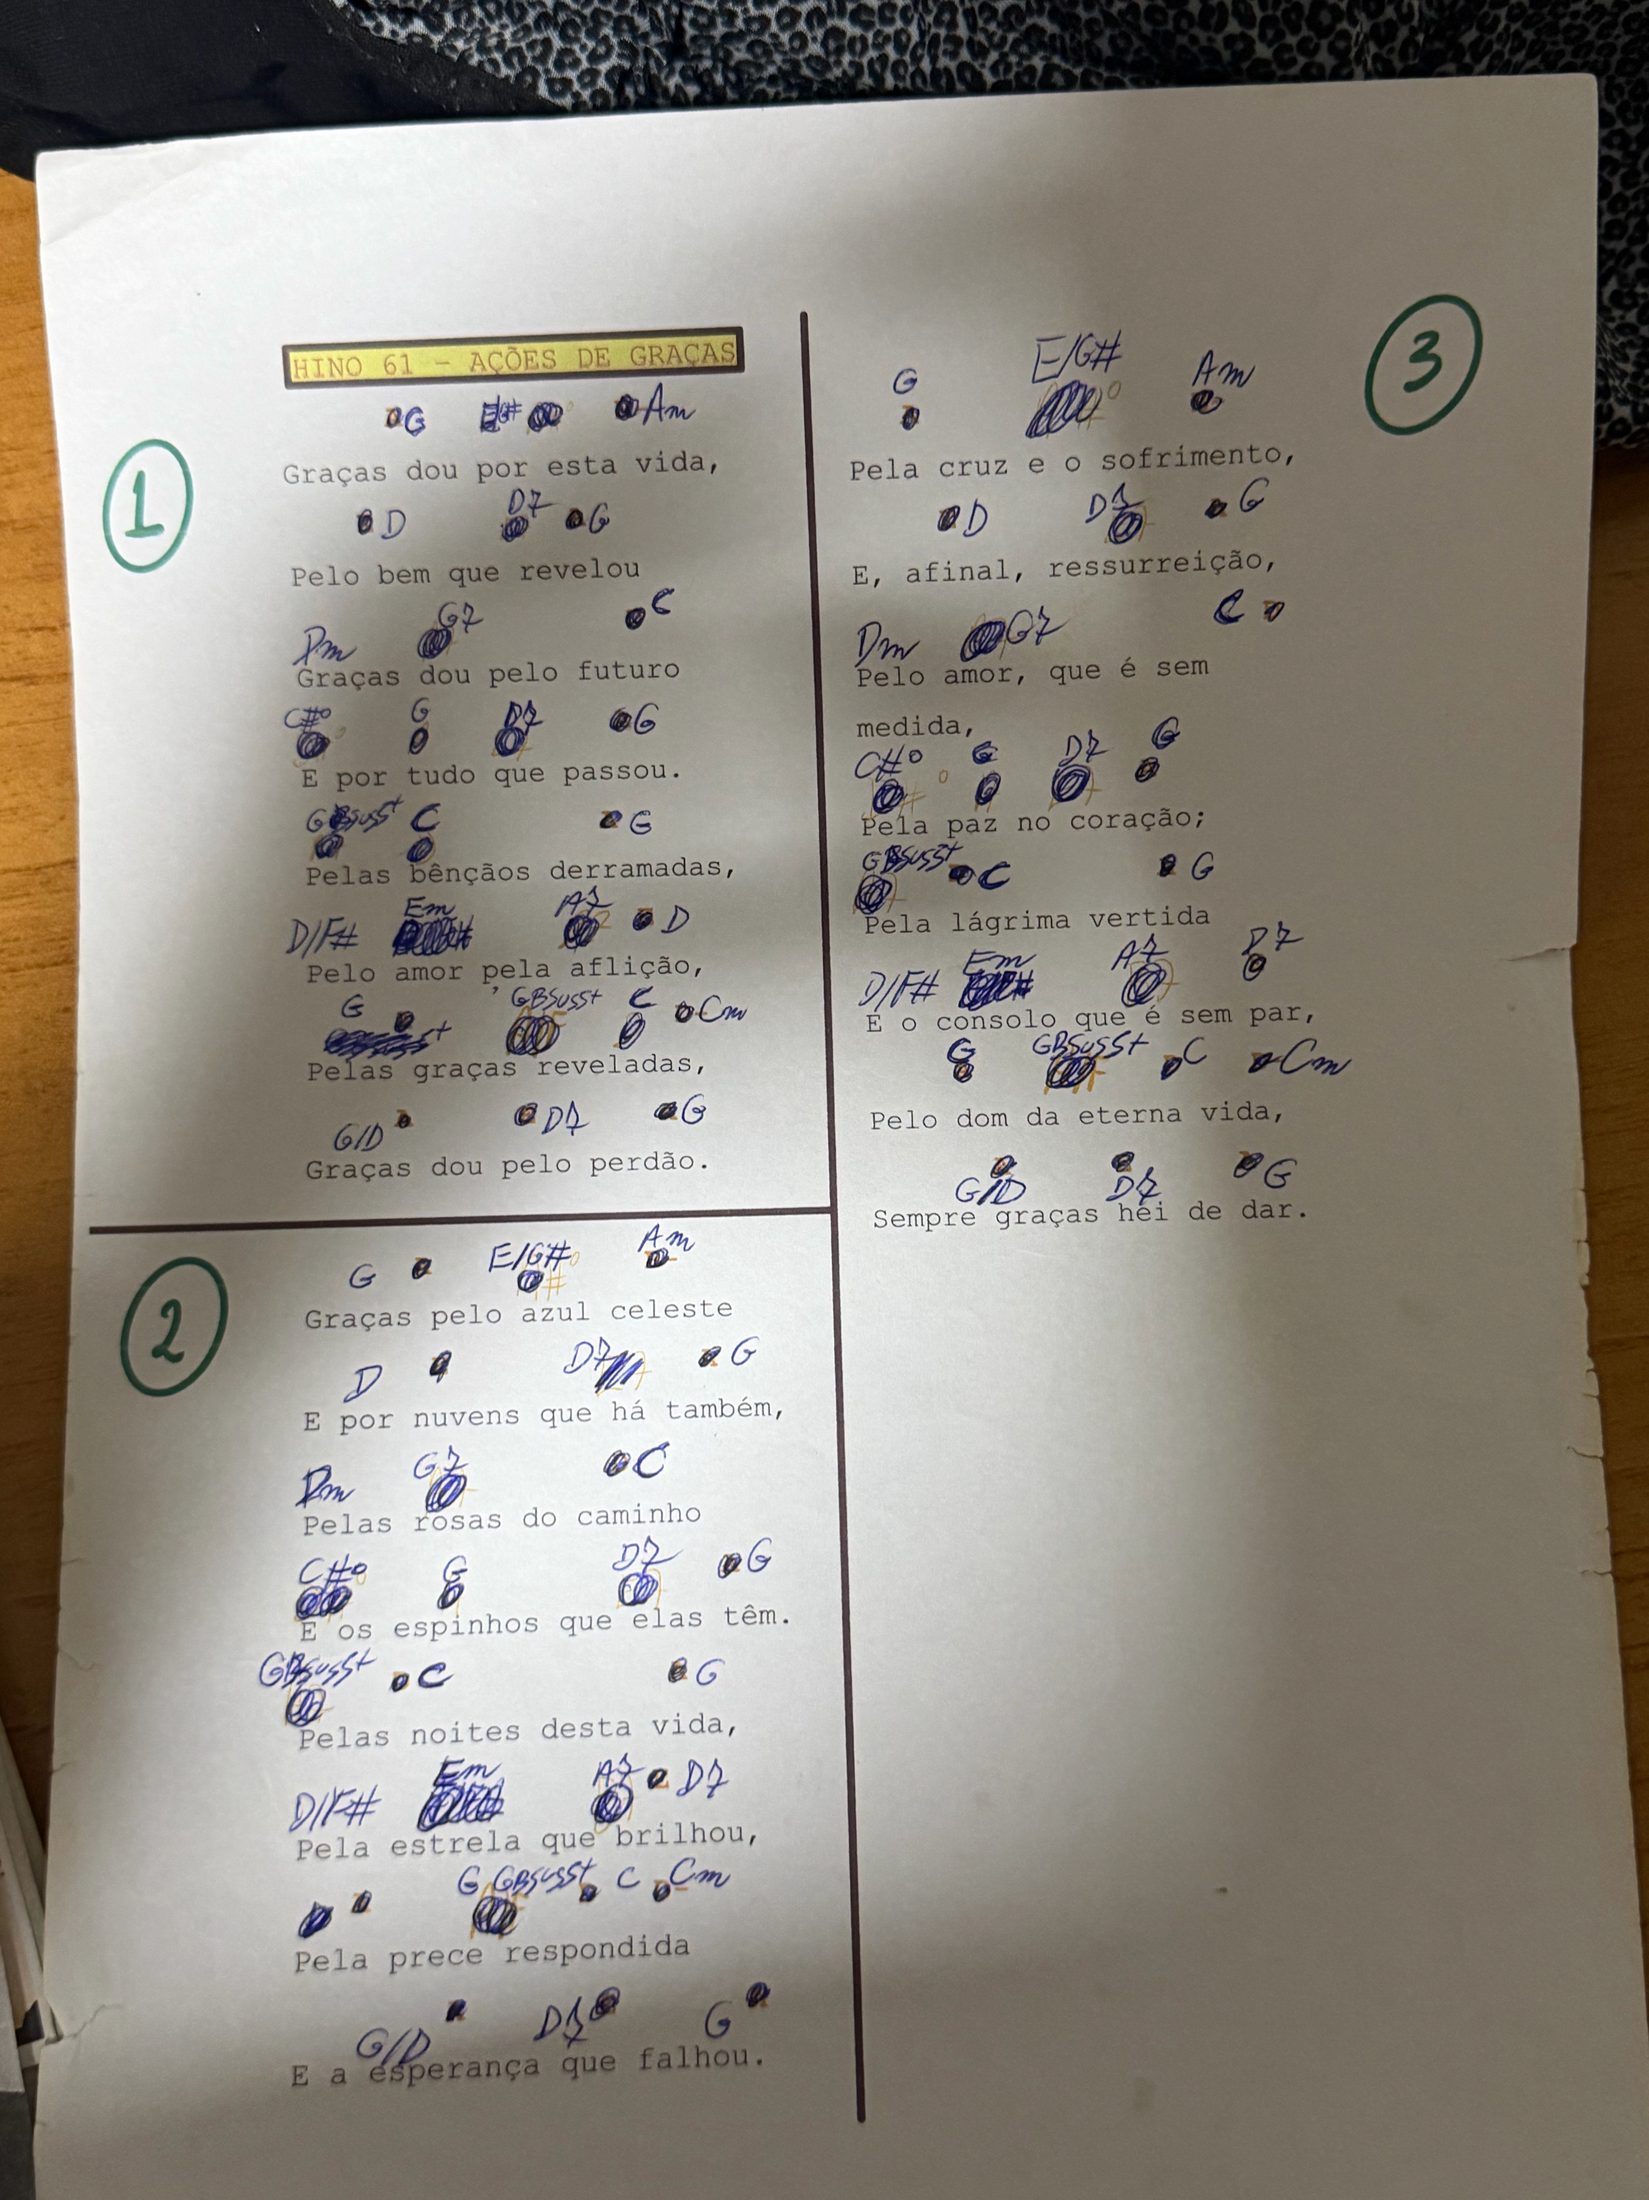 HINO 61 - AÇÕES DE GRAÇAS
1
G E/G# Am
Graças dou por esta vida,
D D7 G
Pelo bem que revelou
Dm G7 C
Graças dou pelo futuro
C#º G D7 G
E por tudo que passou.
GBsus5+ C G
Pelas bênçãos derramadas,
D/F# Em A7 D
Pelo amor pela aflição,
G GBSUS5+ C Cm
Pelas graças reveladas,
G/D D7 G
Graças dou pelo perdão.
2
G E/G# Am
Graças pelo azul celeste
D D7 G
E por nuvens que há também,
Dm G7 C
Pelas rosas do caminho
C#º G D7 G
E os espinhos que elas têm.
GBsus5+ C G
Pelas noites desta vida,
D/F# Em A7 D7
Pela estrela que brilhou,
G GBSUS5+ C Cm
Pela prece respondida
G/D D7 G
E a esperança que falhou.
3
G E/G# Am
Pela cruz e o sofrimento,
D D7 G
E, afinal, ressurreição,
Dm G7 C
Pelo amor, que é sem
medida,
C#º G D7 G
Pela paz no coração;
GBSUS5+ C G
Pela lágrima vertida
D/F# Em A7 D7
E o consolo que é sem par,
G GBSUS5+ C Cm
Pelo dom da eterna vida,
G/D D7 G
Sempre graças hei de dar.